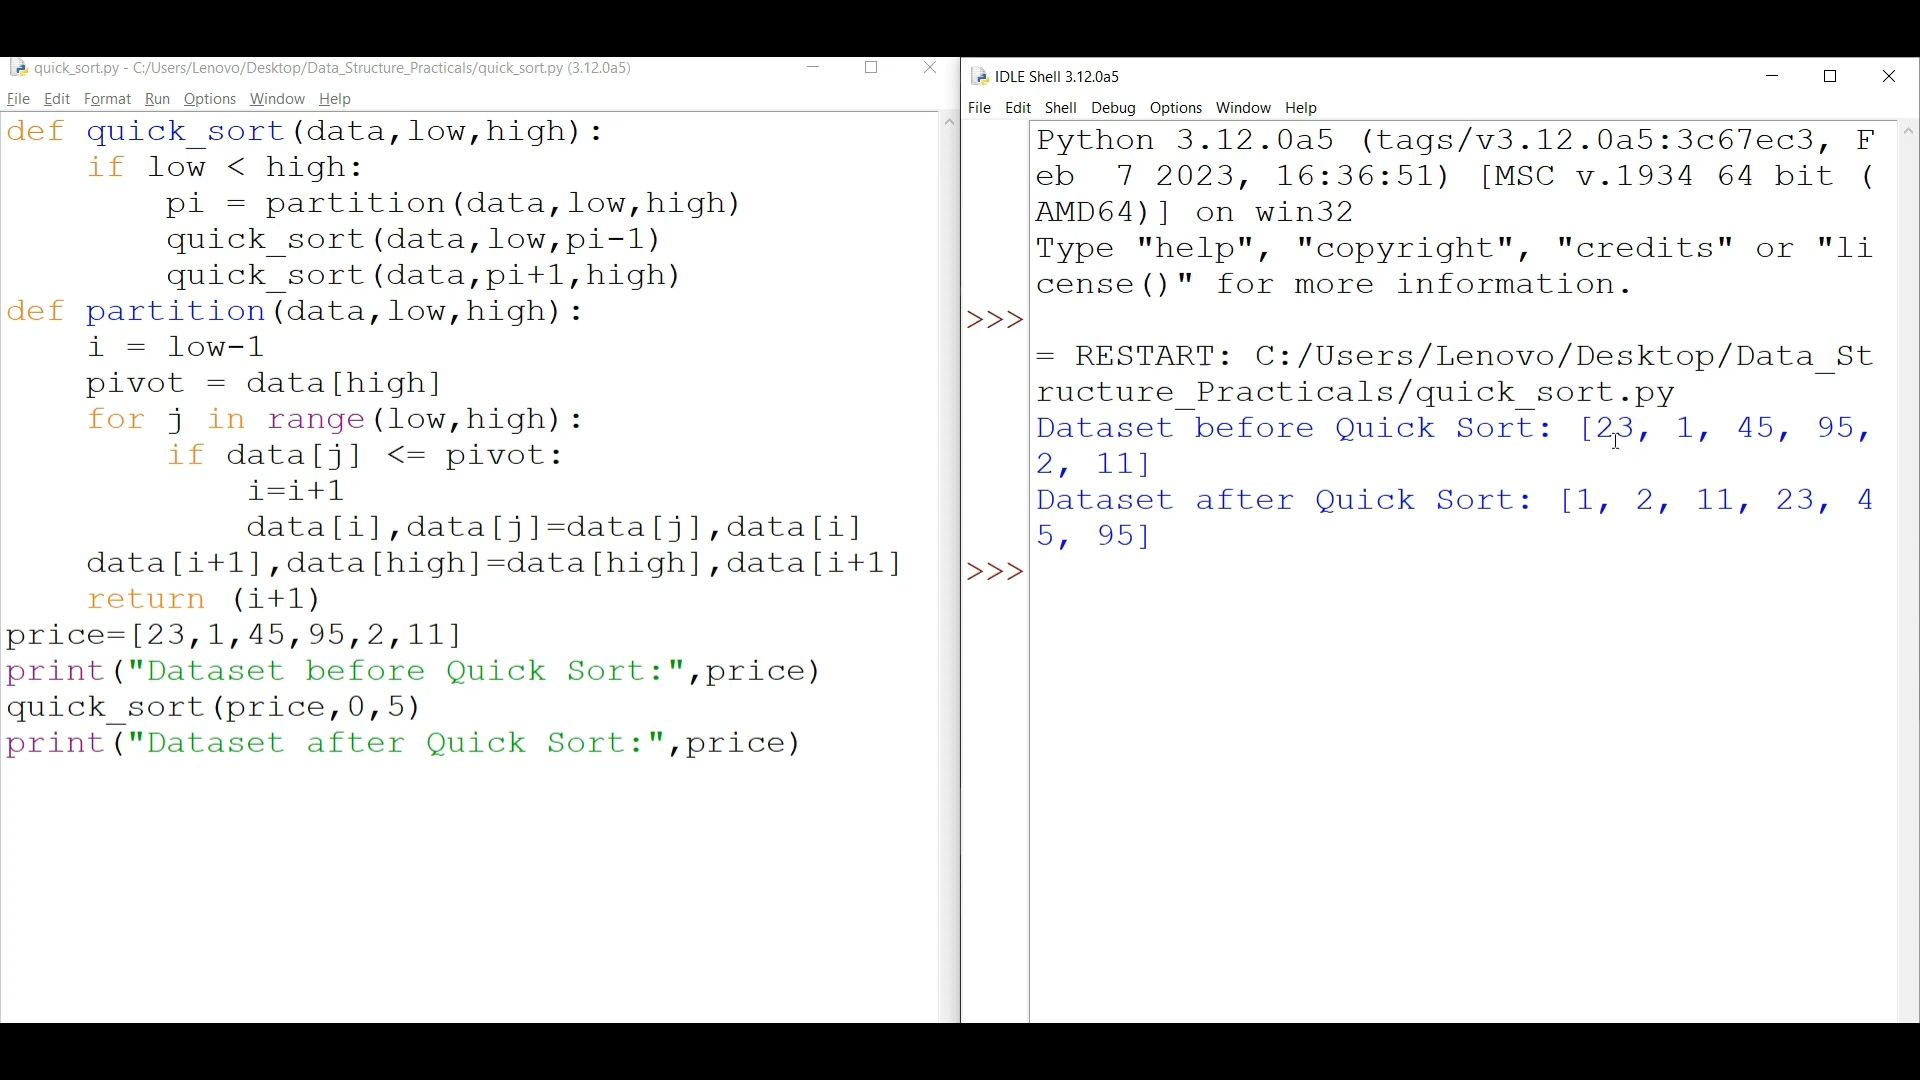 quick_sort.py - C:/Users/Lenovo/Desktop/Data_Structure_Practicals/quick_sort.py (3.12.0a5)
File Edit Format Run Options Window Help
def quick_sort(data,low,high):
    if low < high:
        pi = partition(data,low,high)
        quick_sort(data,low,pi-1)
        quick_sort(data,pi+1,high)
def partition(data,low,high):
    i = low-1
    pivot = data[high]
    for j in range(low,high):
        if data[j] <= pivot:
            i=i+1
            data[i],data[j]=data[j],data[i]
    data[i+1],data[high]=data[high],data[i+1]
    return (i+1)
price=[23,1,45,95,2,11]
print("Dataset before Quick Sort:",price)
quick_sort(price,0,5)
print("Dataset after Quick Sort:",price)
IDLE Shell 3.12.0a5
File Edit Shell Debug Options Window Help
Python 3.12.0a5 (tags/v3.12.0a5:3c67ec3, F
eb  7 2023, 16:36:51) [MSC v.1934 64 bit (
AMD64)] on win32
Type "help", "copyright", "credits" or "li
cense()" for more information.
>>>
= RESTART: C:/Users/Lenovo/Desktop/Data_St
ructure_Practicals/quick_sort.py
Dataset before Quick Sort: [23, 1, 45, 95,
2, 11]
Dataset after Quick Sort: [1, 2, 11, 23, 4
5, 95]
>>>